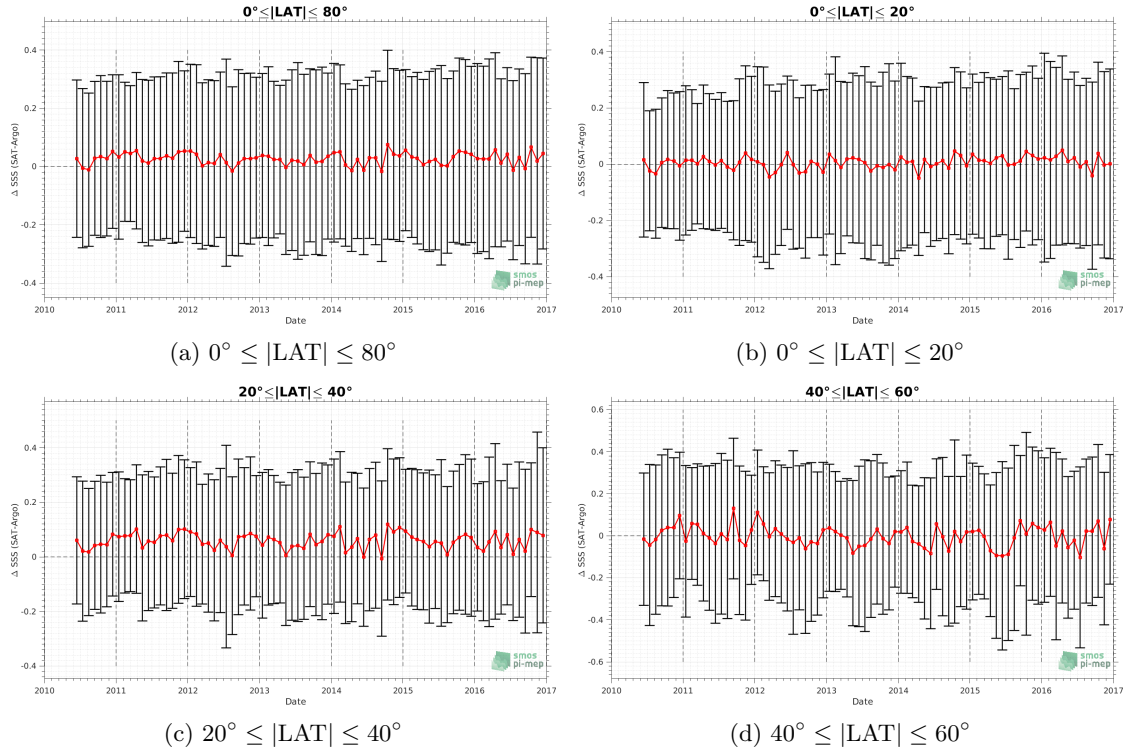 0°≤|LAT|≤ 80°
Δ SSS (SAT-Argo)
0.4
0.2
0
-0.2
-0.4
2010 2011 2012 2013 2014 2015 2016 2017
Date
smos
pi-mep
(a) 0° ≤ |LAT| ≤ 80°
0°≤|LAT|≤ 20°
Δ SSS (SAT-Argo)
0.4
0.2
0
-0.2
-0.4
2010 2011 2012 2013 2014 2015 2016 2017
Date
smos
pi-mep
(b) 0° ≤ |LAT| ≤ 20°
20°≤|LAT|≤ 40°
Δ SSS (SAT-Argo)
0.4
0.2
0
-0.2
-0.4
2010 2011 2012 2013 2014 2015 2016 2017
Date
smos
pi-mep
(c) 20° ≤ |LAT| ≤ 40°
40°≤|LAT|≤ 60°
Δ SSS (SAT-Argo)
0.6
0.4
0.2
0
-0.2
-0.4
-0.6
2010 2011 2012 2013 2014 2015 2016 2017
Date
smos
pi-mep
(d) 40° ≤ |LAT| ≤ 60°